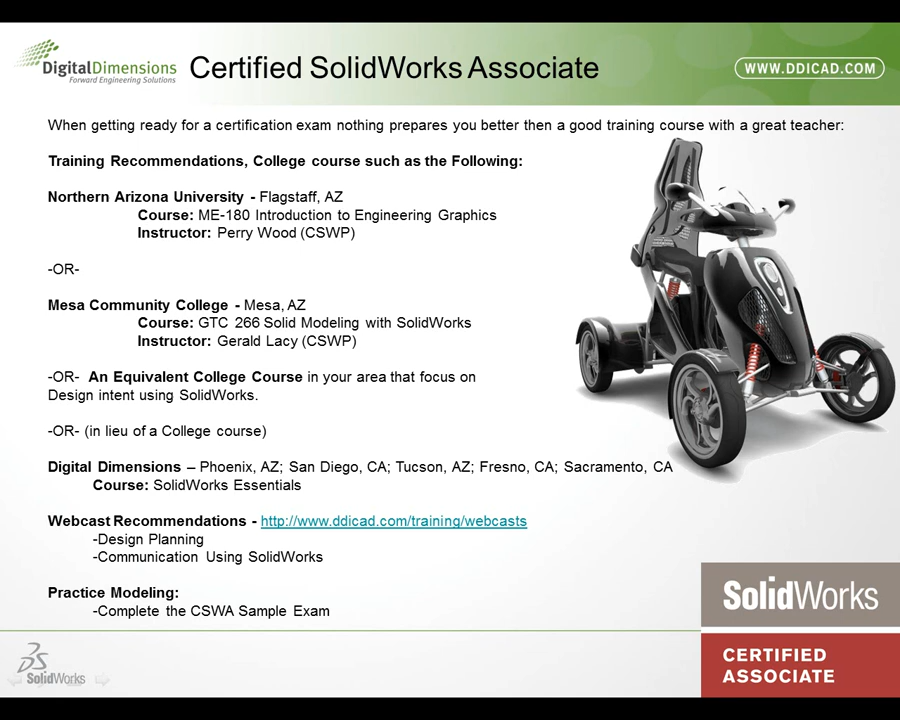 DigitalDimensions
Forward Engineering Solutions
Certified SolidWorks Associate
WWW.DDICAD.COM
When getting ready for a certification exam nothing prepares you better then a good training course with a great teacher:
Training Recommendations, College course such as the Following:
Northern Arizona University - Flagstaff, AZ
Course: ME-180 Introduction to Engineering Graphics
Instructor: Perry Wood (CSWP)
-OR-
Mesa Community College - Mesa, AZ
Course: GTC 266 Solid Modeling with SolidWorks
Instructor: Gerald Lacy (CSWP)
-OR- An Equivalent College Course in your area that focus on
Design intent using SolidWorks.
-OR- (in lieu of a College course)
Digital Dimensions – Phoenix, AZ; San Diego, CA; Tucson, AZ; Fresno, CA; Sacramento, CA
Course: SolidWorks Essentials
Webcast Recommendations - http://www.ddicad.com/training/webcasts
-Design Planning
-Communication Using SolidWorks
Practice Modeling:
-Complete the CSWA Sample Exam
SolidWorks
CERTIFIED
ASSOCIATE
SolidWorks